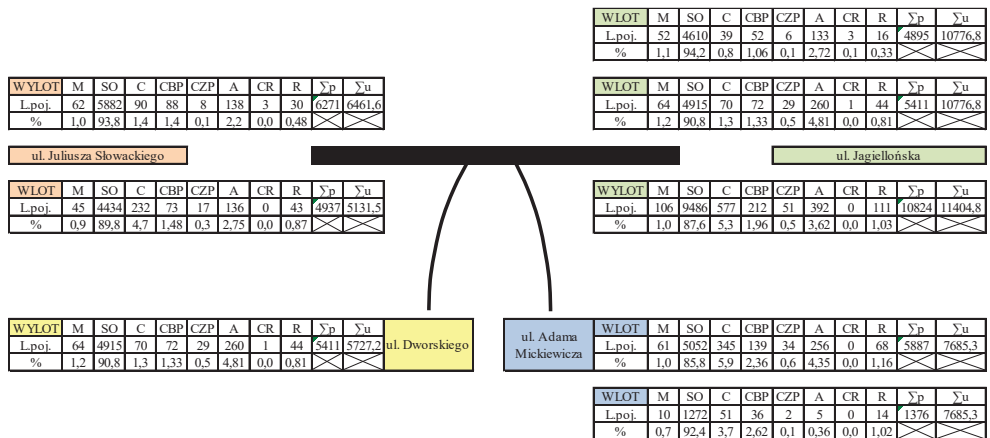 WLOT M SO C CBP CZP A CR R ∑p ∑u
L.poj. 52 4610 39 52 6 133 3 16 4895 10776,8
% 1,1 94,2 0,8 1,06 0,1 2,72 0,1 0,33
WYLOT M SO C CBP CZP A CR R ∑p ∑u
L.poj. 62 5882 90 88 8 138 3 30 6271 6461,6
% 1,0 93,8 1,4 1,4 0,1 2,2 0,0 0,48
WLOT M SO C CBP CZP A CR R ∑p ∑u
L.poj. 64 4915 70 72 29 260 1 44 5411 10776,8
% 1,2 90,8 1,3 1,33 0,5 4,81 0,0 0,81
ul. Juliusza Słowackiego
ul. Jagiellońska
WLOT M SO C CBP CZP A CR R ∑p ∑u
L.poj. 45 4434 232 73 17 136 0 43 4937 5131,5
% 0,9 89,8 4,7 1,48 0,3 2,75 0,0 0,87
WYLOT M SO C CBP CZP A CR R ∑p ∑u
L.poj. 106 9486 577 212 51 392 0 111 10824 11404,8
% 1,0 87,6 5,3 1,96 0,5 3,62 0,0 1,03
WYLOT M SO C CBP CZP A CR R ∑p ∑u
L.poj. 64 4915 70 72 29 260 1 44 5411 5727,2
% 1,2 90,8 1,3 1,33 0,5 4,81 0,0 0,81
ul. Dworskiego
ul. Adama
Mickiewicza
WLOT M SO C CBP CZP A CR R ∑p ∑u
L.poj. 61 5052 345 139 34 256 0 68 5887 7685,3
% 1,0 85,8 5,9 2,36 0,6 4,35 0,0 1,16
WLOT M SO C CBP CZP A CR R ∑p ∑u
L.poj. 10 1272 51 36 2 5 0 14 1376 7685,3
% 0,7 92,4 3,7 2,62 0,1 0,36 0,0 1,02